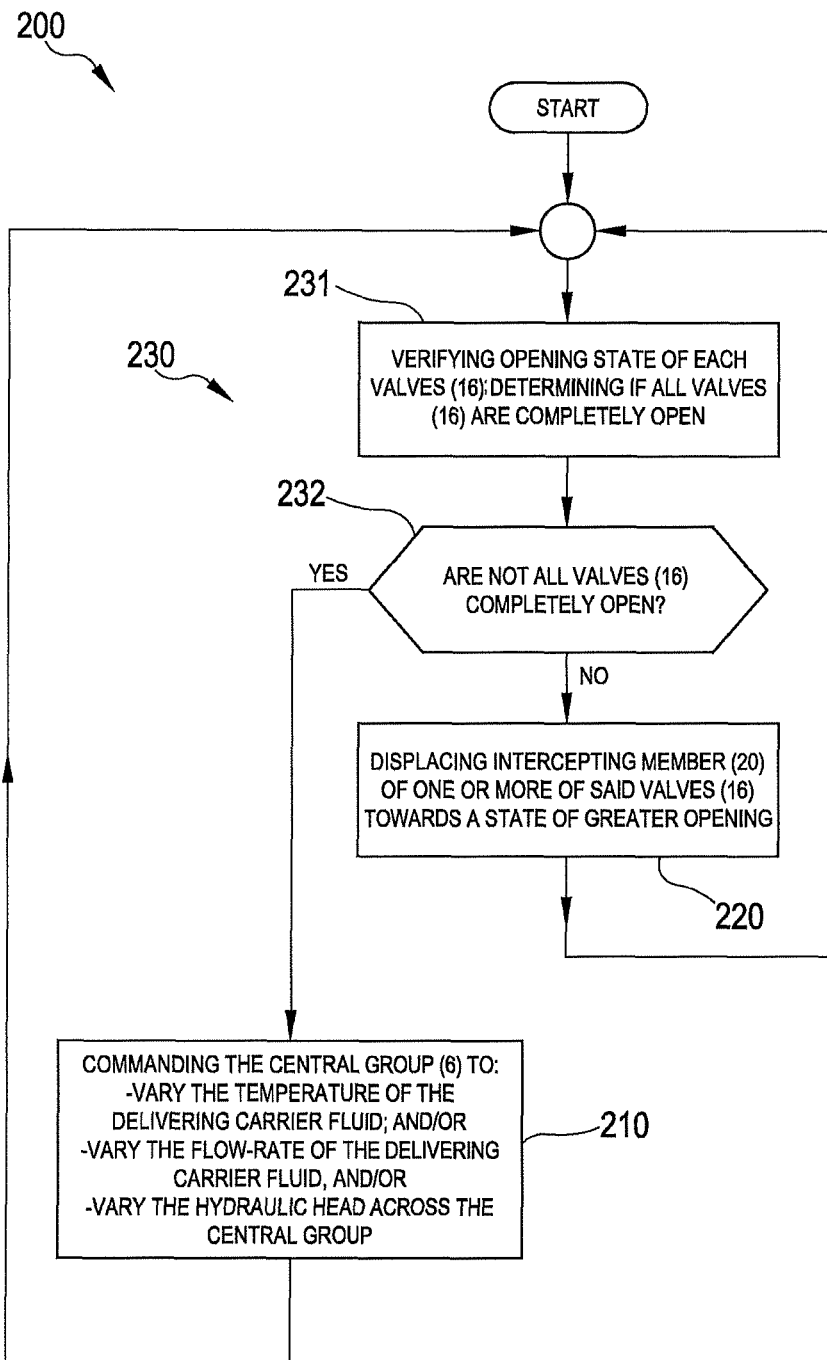 200
START
231
230
VERIFYING OPENING STATE OF EACH
VALVES (16); DETERMINING IF ALL VALVES
(16) ARE COMPLETELY OPEN
232
YES
ARE NOT ALL VALVES (16)
COMPLETELY OPEN?
NO
DISPLACING INTERCEPTING MEMBER (20)
OF ONE OR MORE OF SAID VALVES (16)
TOWARDS A STATE OF GREATER OPENING
220
COMMANDING THE CENTRAL GROUP (6) TO:
-VARY THE TEMPERATURE OF THE
DELIVERING CARRIER FLUID; AND/OR
-VARY THE FLOW-RATE OF THE DELIVERING
CARRIER FLUID, AND/OR
-VARY THE HYDRAULIC HEAD ACROSS THE
CENTRAL GROUP
210